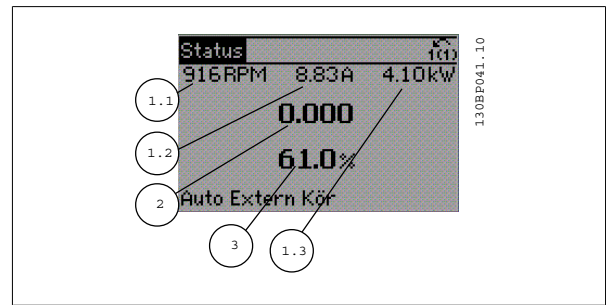 Status 1(1)
916RPM 8.83A 4.10kW
1.1
0.000
1.2
61.0%
2
Auto Extern Kör
3
1.3
130BP041.10